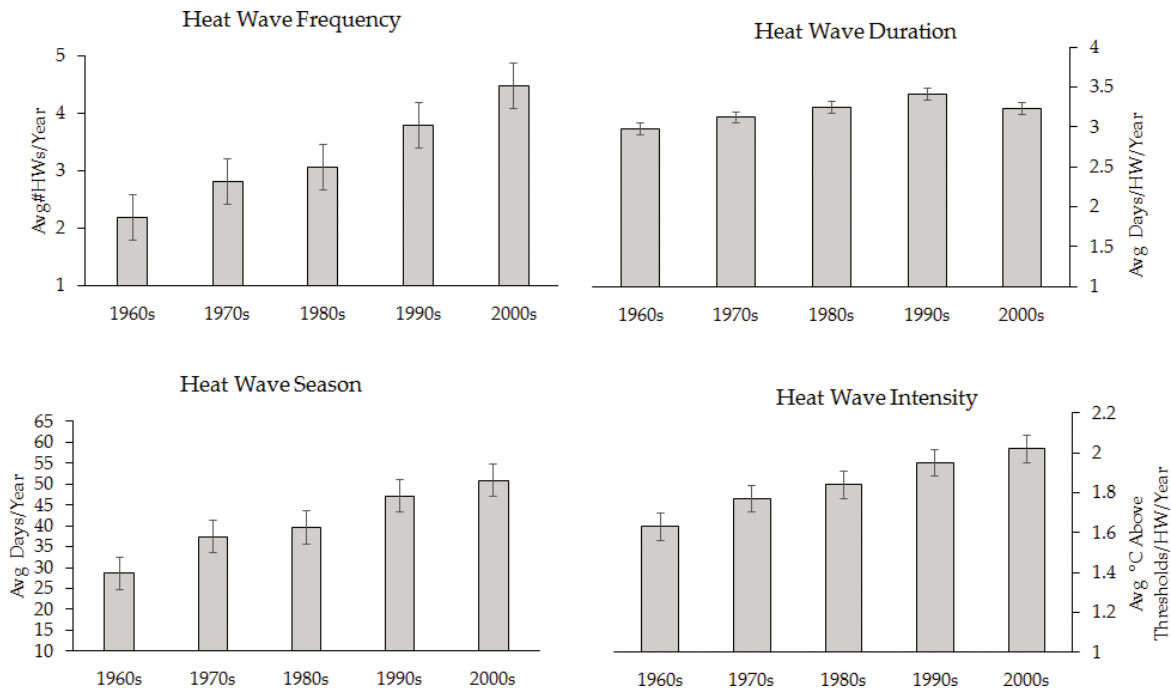 Heat Wave Frequency
Avg#HWs/Year
5
4
3
2
1
1960s 1970s 1980s 1990s 2000s
Heat Wave Duration
4
3.5
3
2.5
2
1.5
1
Avg Days/HW/Year
1960s 1970s 1980s 1990s 2000s
Heat Wave Season
Avg Days/Year
65
60
55
50
45
40
35
30
25
20
15
10
1960s 1970s 1980s 1990s 2000s
Heat Wave Intensity
2.2
2
1.8
1.6
1.4
1.2
1
Avg °C Above
Thresholds/HW/Year
1960s 1970s 1980s 1990s 2000s